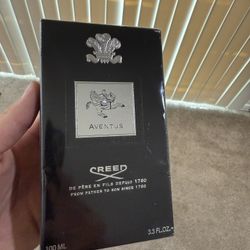 AVENTUS
CREED
DE PÈRE EN FILS DEPUIS 1760
FROM FATHER TO SON SINCE 1760
100 ML
3.3 FL.OZ.